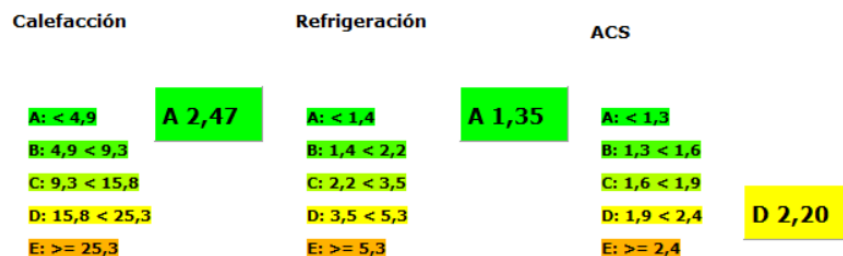 Calefacción
Refrigeración
ACS
A: < 4,9
A 2,47
A: < 1,4
A 1,35
A: < 1,3
B: 4,9 < 9,3
B: 1,4 < 2,2
B: 1,3 < 1,6
C: 9,3 < 15,8
C: 2,2 < 3,5
C: 1,6 < 1,9
D: 15,8 < 25,3
D: 3,5 < 5,3
D: 1,9 < 2,4
D 2,20
E: >= 25,3
E: >= 5,3
E: >= 2,4